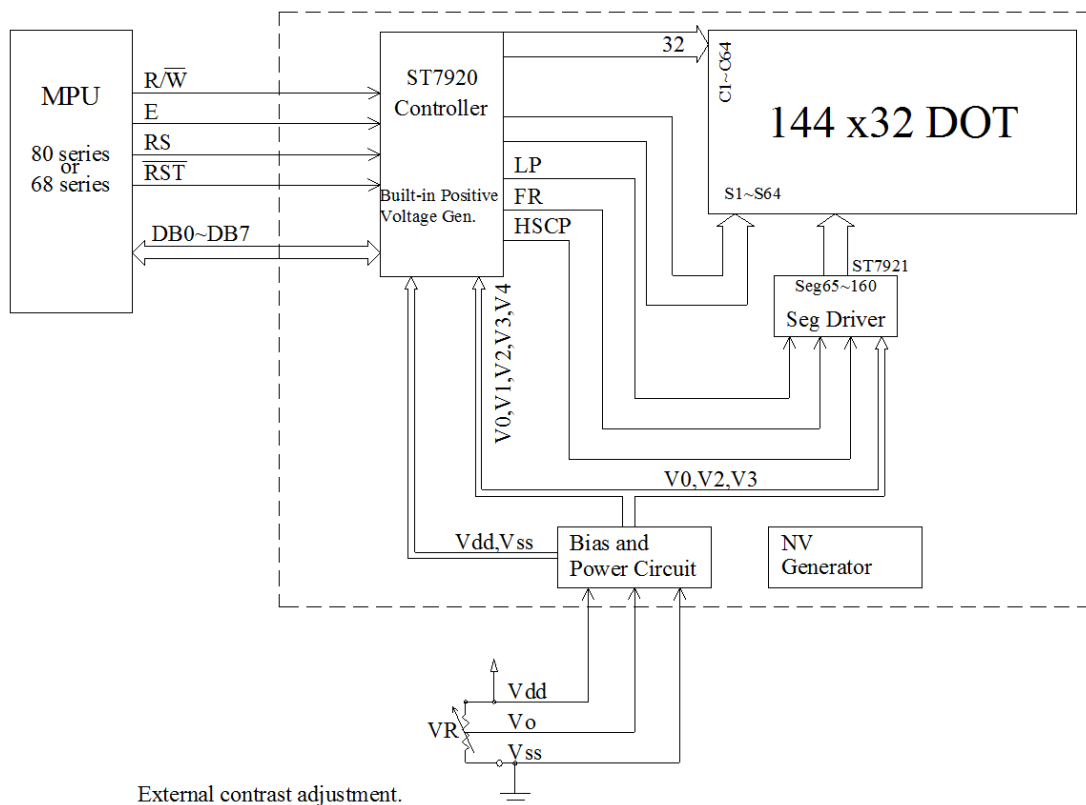 MPU
80 series
or
68 series
R/W̅
E
RS
R̅S̅T̅
DB0~DB7
ST7920
Controller
Built-in Positive
Voltage Gen.
32
LP
FR
HSCP
C1~C64
144 x32 DOT
S1~S64
ST7921
Seg65~160
Seg Driver
V0,V1,V2,V3,V4
V0,V2,V3
Vdd,Vss
Bias and
Power Circuit
NV
Generator
Vdd
VR
Vo
Vss
External contrast adjustment.